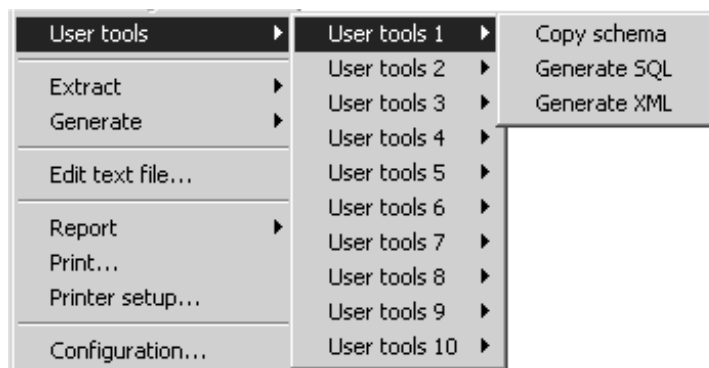 User tools
Extract
Generate
Edit text file...
Report
Print...
Printer setup...
Configuration...
User tools 1
User tools 2
User tools 3
User tools 4
User tools 5
User tools 6
User tools 7
User tools 8
User tools 9
User tools 10
Copy schema
Generate SQL
Generate XML